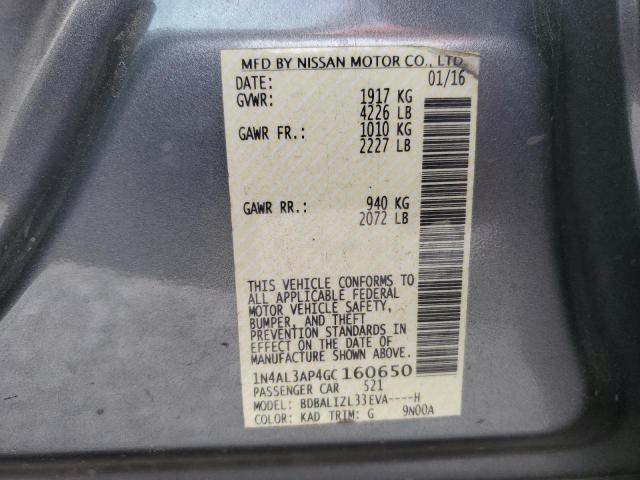 MFD BY NISSAN MOTOR CO., LTD.
DATE: 01/16
GVWR: 1917 KG
4226 LB
GAWR FR.: 1010 KG
2227 LB
GAWR RR.: 940 KG
2072 LB
THIS VEHICLE CONFORMS TO
ALL APPLICABLE FEDERAL
MOTOR VEHICLE SAFETY,
BUMPER, AND THEFT
PREVENTION STANDARDS IN
EFFECT ON THE DATE OF
MANUFACTURE SHOWN ABOVE.
1N4AL3AP4GC160650
PASSENGER CAR 521
MODEL: BDBALIZL33EVA----H
COLOR: KAD TRIM: G 9N00A